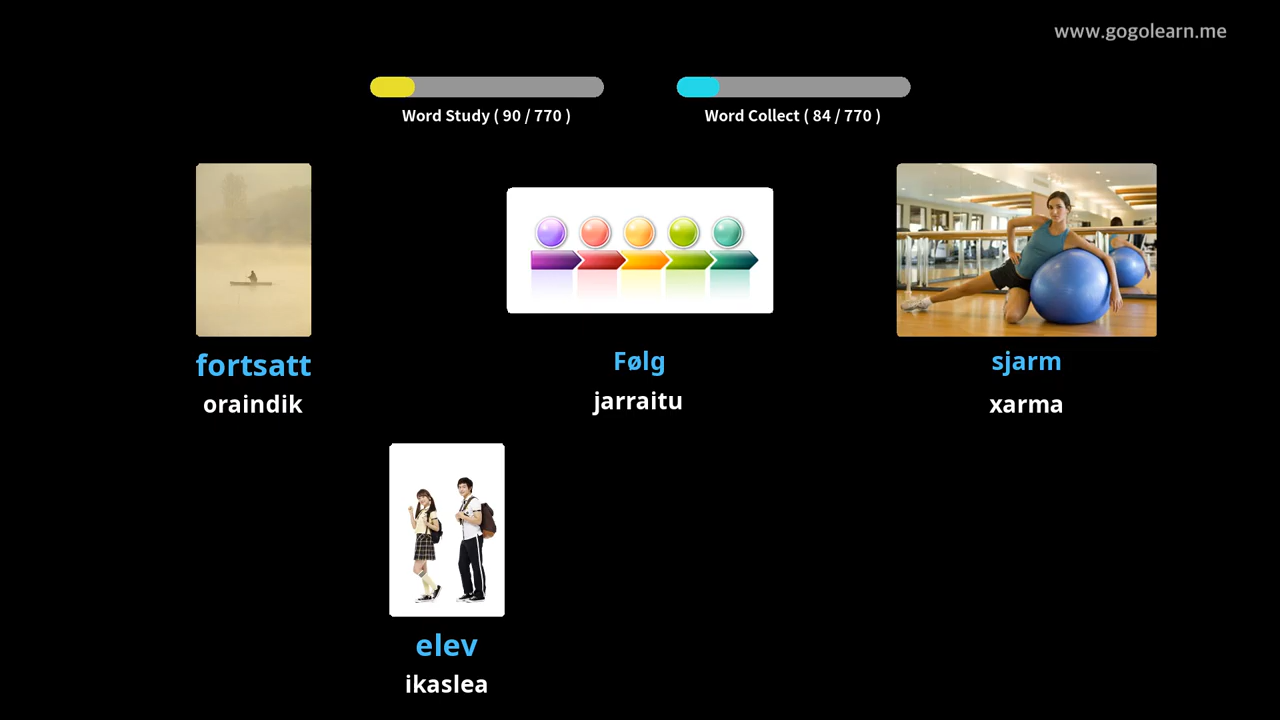 www.gogolearn.me
Word Study ( 90 / 770 )
Word Collect ( 84 / 770 )
fortsatt
oraindik
Følg
jarraitu
sjarm
xarma
elev
ikaslea